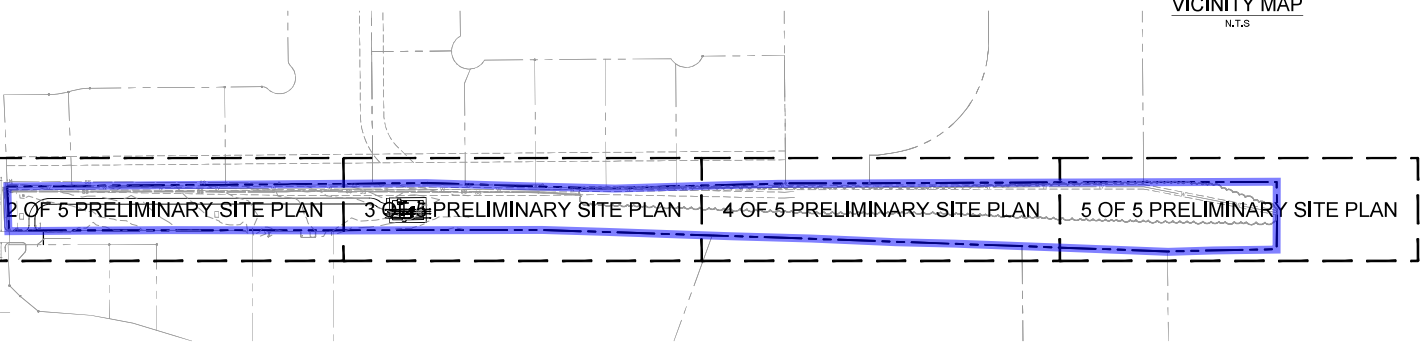 VICINITY MAP
N.T.S
2 OF 5 PRELIMINARY SITE PLAN
3 5 PRELIMINARY SITE PLAN
4 OF 5 PRELIMINARY SITE PLAN
5 OF 5 PRELIMINARY SITE PLAN